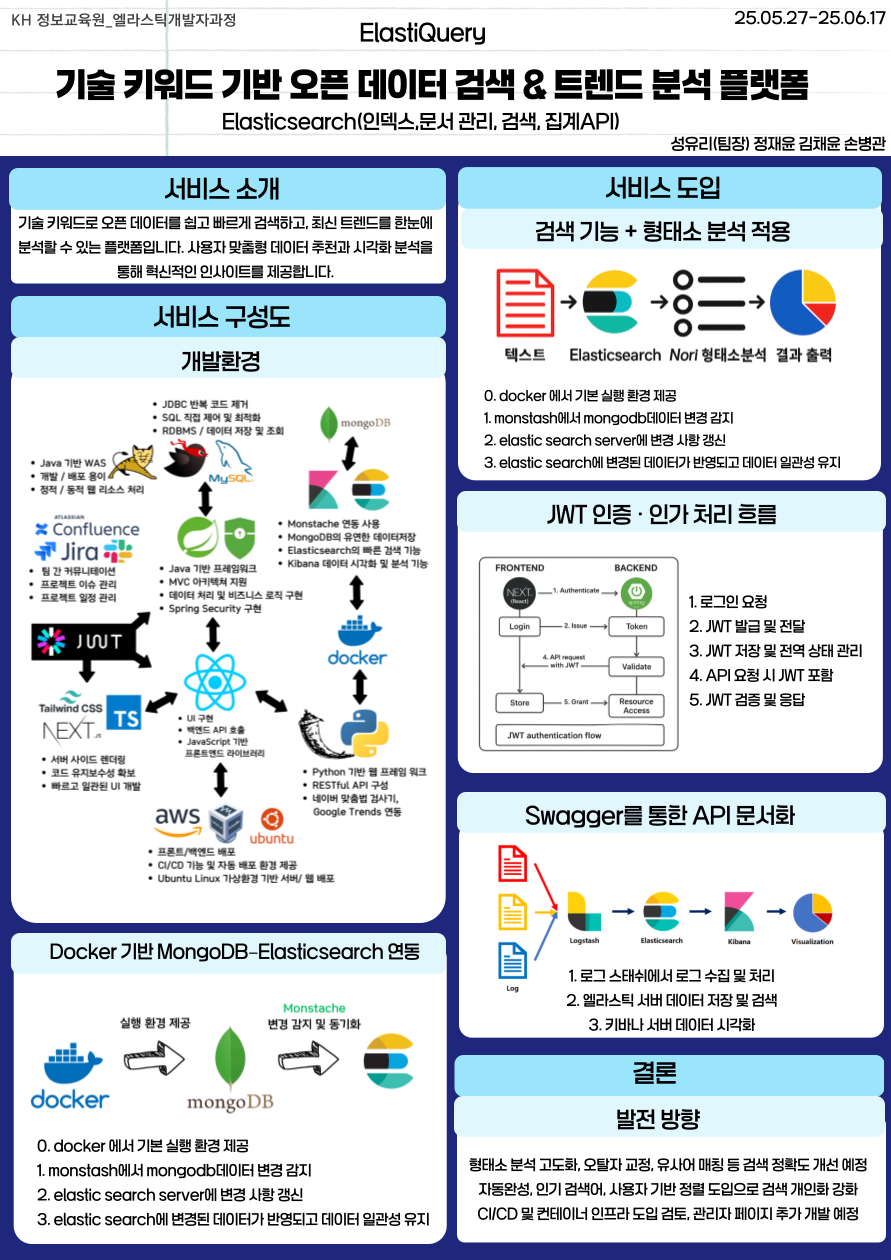 KH 정보교육원_엘라스틱개발자과정
25.05.27-25.06.17
ElastiQuery
기술 키워드 기반 오픈 데이터 검색 & 트렌드 분석 플랫폼
Elasticsearch(인덱스,문서 관리, 검색, 집계API)
성유리(팀장) 정재윤 김채윤 손병관
서비스 소개
기술 키워드로 오픈 데이터를 쉽고 빠르게 검색하고, 최신 트렌드를 한눈에
분석할 수 있는 플랫폼입니다. 사용자 맞춤형 데이터 추천과 시각화 분석을
통해 혁신적인 인사이트를 제공합니다.
서비스 구성도
개발환경
• JDBC 반복 코드 제거
• SQL 직접 제어 및 최적화
• RDBMS / 데이터 저장 및 조회
mongoDB
• Java 기반 WAS
• 개발 / 배포 용이
• 정적 / 동적 웹 리소스 처리
MySQL
ATLASSIAN
Confluence
Jira
• 팀 간 커뮤니테이션
• 프로젝트 이슈 관리
• 프로젝트 일정 관리
• Java 기반 프레임워크
• MVC 아키텍쳐 지원
• 데이터 처리 및 비즈니스 로직 구현
• Spring Security 구현
• Monstache 연동 사용
• MongoDB의 유연한 데이터저장
• Elasticsearch의 빠른 검색 기능
• Kibana 데이터 시각화 및 분석 기능
JWT
docker
Tailwind CSS
TS
NEXT.JS
• 서버 사이드 렌더링
• 코드 유지보수성 확보
• 빠르고 일관된 UI 개발
• UI 구현
• 백엔드 API 호출
• JavaScript 기반
프론트엔드 라이브러리
• Python 기반 웹 프레임 워크
• RESTful API 구성
• 네이버 맞춤법 검사기,
Google Trends 연동
aws
ubuntu
• 프론트/백엔드 배포
• CI/CD 기능 및 자동 배포 환경 제공
• Ubuntu Linux 가상환경 기반 서버/ 웹 배포
Docker 기반 MongoDB-Elasticsearch 연동
실행 환경 제공
Monstache
변경 감지 및 동기화
docker
mongoDB
0. docker 에서 기본 실행 환경 제공
1. monstash에서 mongodb데이터 변경 감지
2. elastic search server에 변경 사항 갱신
3. elastic search에 변경된 데이터가 반영되고 데이터 일관성 유지
서비스 도입
검색 기능 + 형태소 분석 적용
텍스트
Elasticsearch
Nori 형태소분석
결과 출력
0. docker 에서 기본 실행 환경 제공
1. monstash에서 mongodb데이터 변경 감지
2. elastic search server에 변경 사항 갱신
3. elastic search에 변경된 데이터가 반영되고 데이터 일관성 유지
JWT 인증 · 인가 처리 흐름
FRONTEND
BACKEND
NEXT.
(React)
1. Authenticate
spring
Login
2. Issue
Token
4. API request
with JWT
Validate
Store
5. Grant
Resource
Access
JWT authentication flow
1. 로그인 요청
2. JWT 발급 및 전달
3. JWT 저장 및 전역 상태 관리
4. API 요청 시 JWT 포함
5. JWT 검증 및 응답
Swagger를 통한 API 문서화
Logstash
Elasticsearch
Kibana
Visualization
Log
1. 로그 스태쉬에서 로그 수집 및 처리
2. 엘라스틱 서버 데이터 저장 및 검색
3. 키바나 서버 데이터 시각화
결론
발전 방향
형태소 분석 고도화, 오탈자 교정, 유사어 매칭 등 검색 정확도 개선 예정
자동완성, 인기 검색어, 사용자 기반 정렬 도입으로 검색 개인화 강화
CI/CD 및 컨테이너 인프라 도입 검토, 관리자 페이지 추가 개발 예정